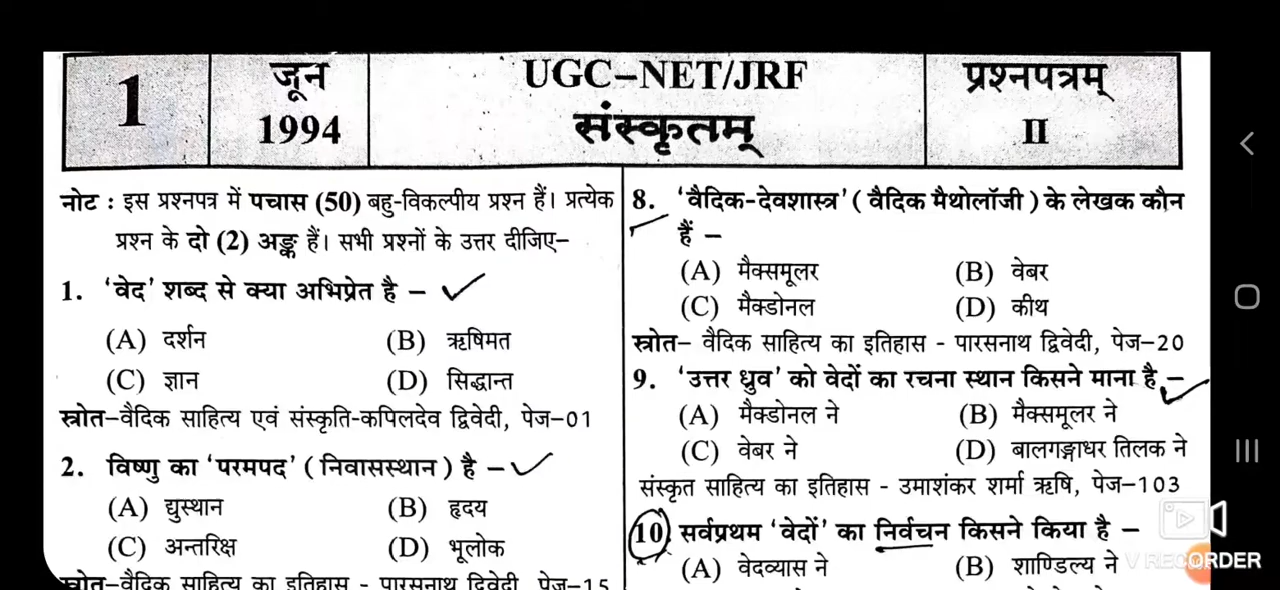 1
जून
1994
UGC–NET/JRF
संस्कृतम्
प्रश्नपत्रम्
II
नोट : इस प्रश्नपत्र में पचास (50) बहु-विकल्पीय प्रश्न हैं। प्रत्येक
प्रश्न के दो (2) अङ्क हैं। सभी प्रश्नों के उत्तर दीजिए–
1. 'वेद' शब्द से क्या अभिप्रेत है –
(A) दर्शन (B) ऋषिमत
(C) ज्ञान (D) सिद्धान्त
स्त्रोत–वैदिक साहित्य एवं संस्कृति-कपिलदेव द्विवेदी, पेज-01
2. विष्णु का 'परमपद' (निवासस्थान) है –
(A) द्युस्थान (B) हृदय
(C) अन्तरिक्ष (D) भूलोक
स्त्रोत–वैदिक साहित्य का इतिहास - पारसनाथ द्विवेदी, पेज-15
8. 'वैदिक-देवशास्त्र' (वैदिक मैथोलॉजी) के लेखक कौन
हैं –
(A) मैक्समूलर (B) वेबर
(C) मैक्डोनल (D) कीथ
स्त्रोत– वैदिक साहित्य का इतिहास - पारसनाथ द्विवेदी, पेज-20
9. 'उत्तर ध्रुव' को वेदों का रचना स्थान किसने माना है –
(A) मैक्डोनल ने (B) मैक्समूलर ने
(C) वेबर ने (D) बालगङ्गाधर तिलक ने
संस्कृत साहित्य का इतिहास - उमाशंकर शर्मा ऋषि, पेज-103
10. सर्वप्रथम 'वेदों' का निर्वचन किसने किया है –
(A) वेदव्यास ने (B) शाण्डिल्य ने
V RECORDER